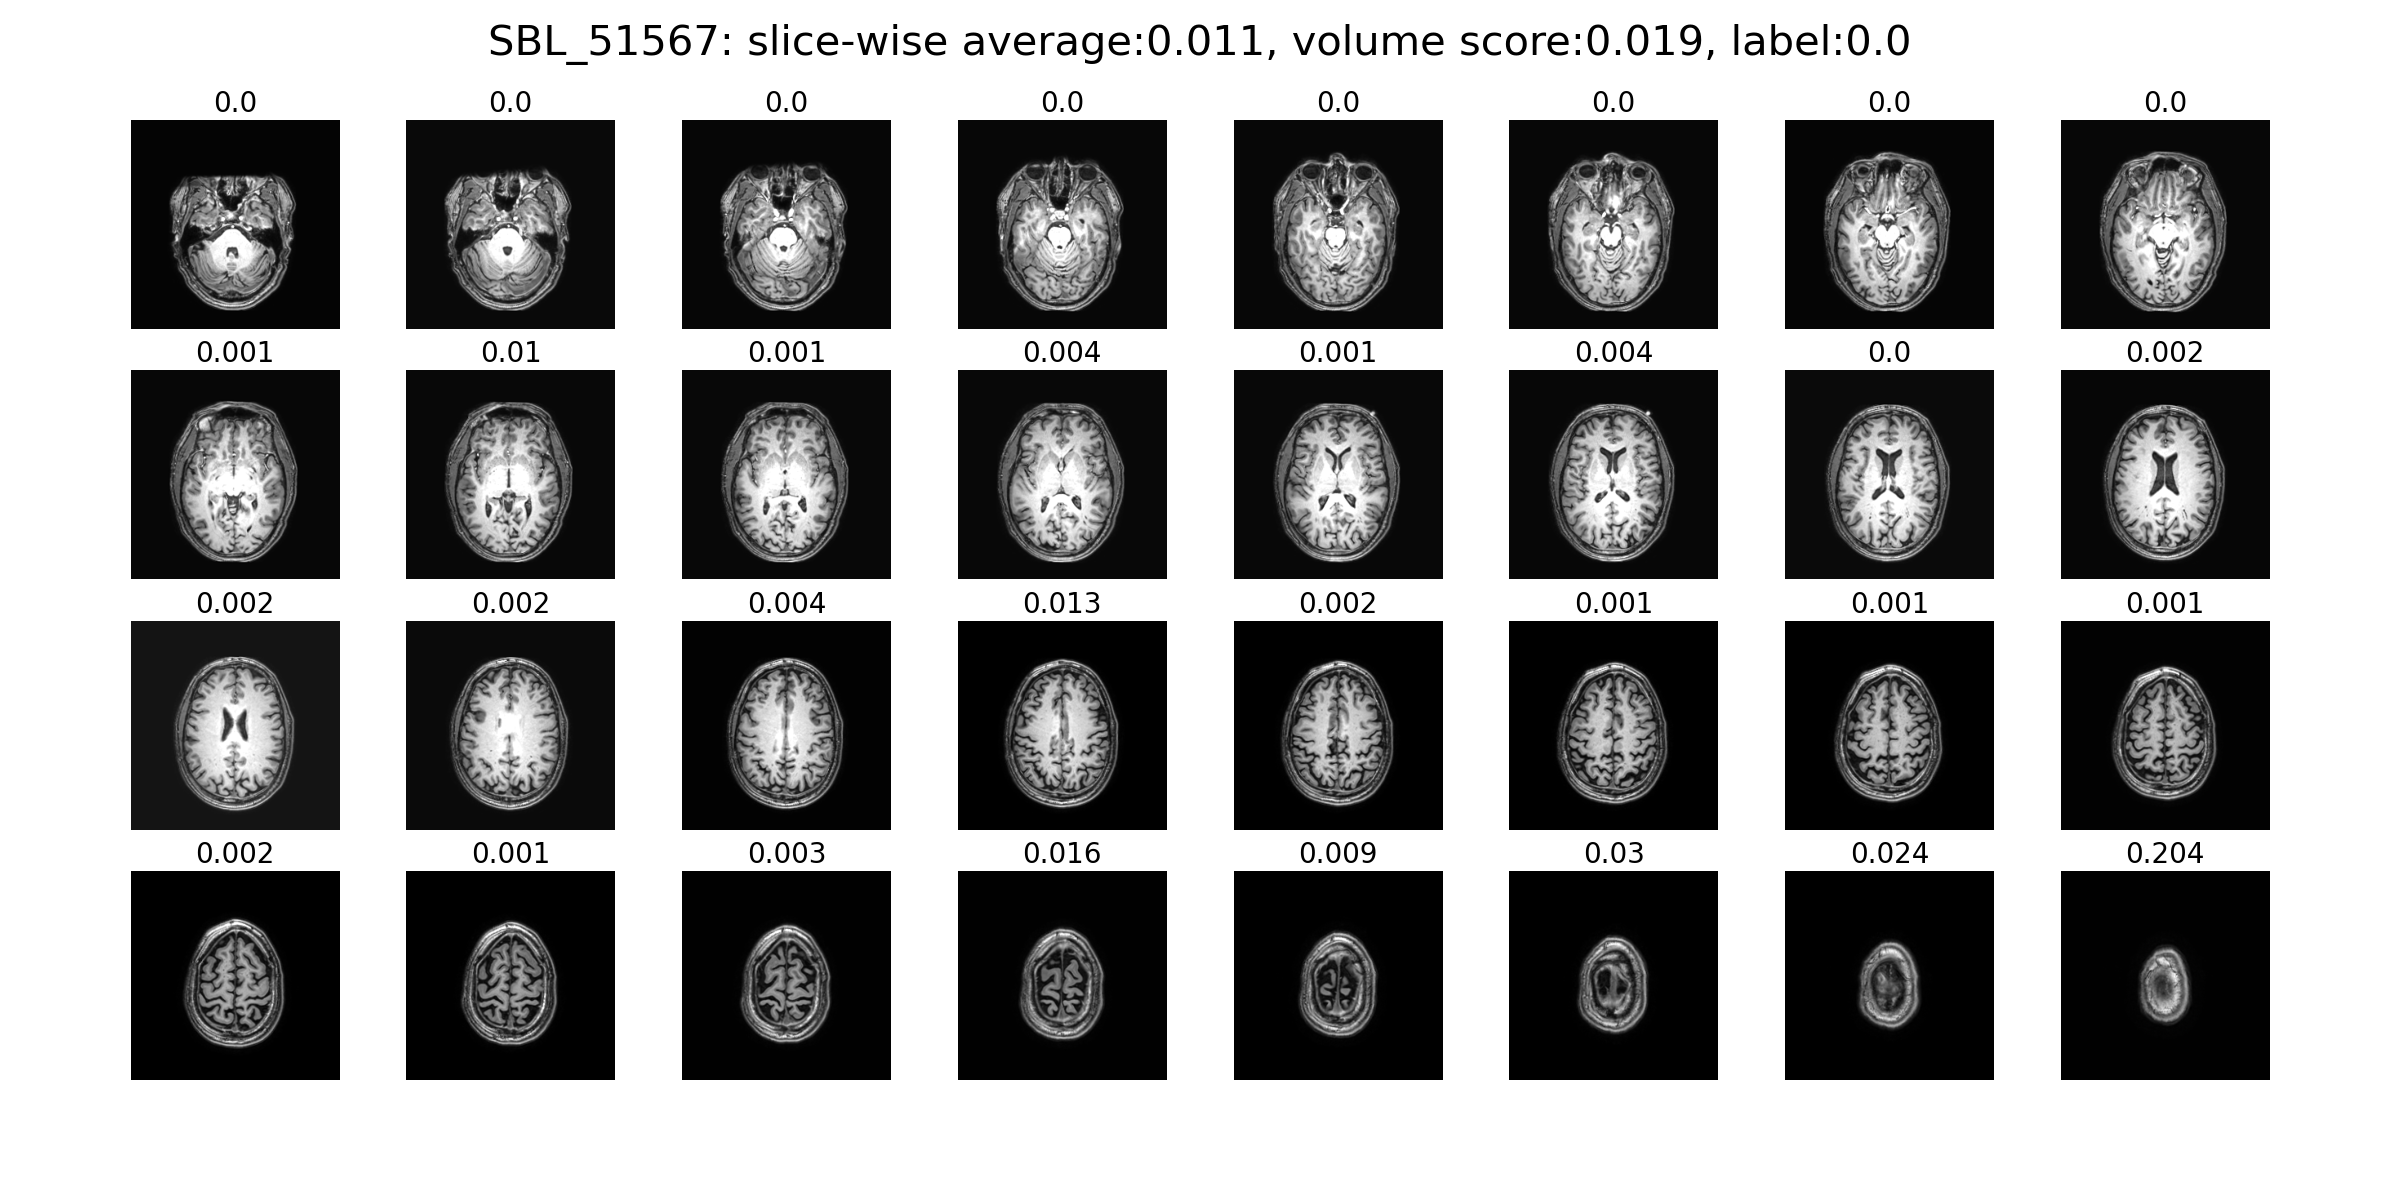 SBL_51567: slice-wise average:0.011, volume score:0.019, label:0.0
0.0 0.0 0.0 0.0 0.0 0.0 0.0 0.0
0.001 0.01 0.001 0.004 0.001 0.004 0.0 0.002
0.002 0.002 0.004 0.013 0.002 0.001 0.001 0.001
0.002 0.001 0.003 0.016 0.009 0.03 0.024 0.204